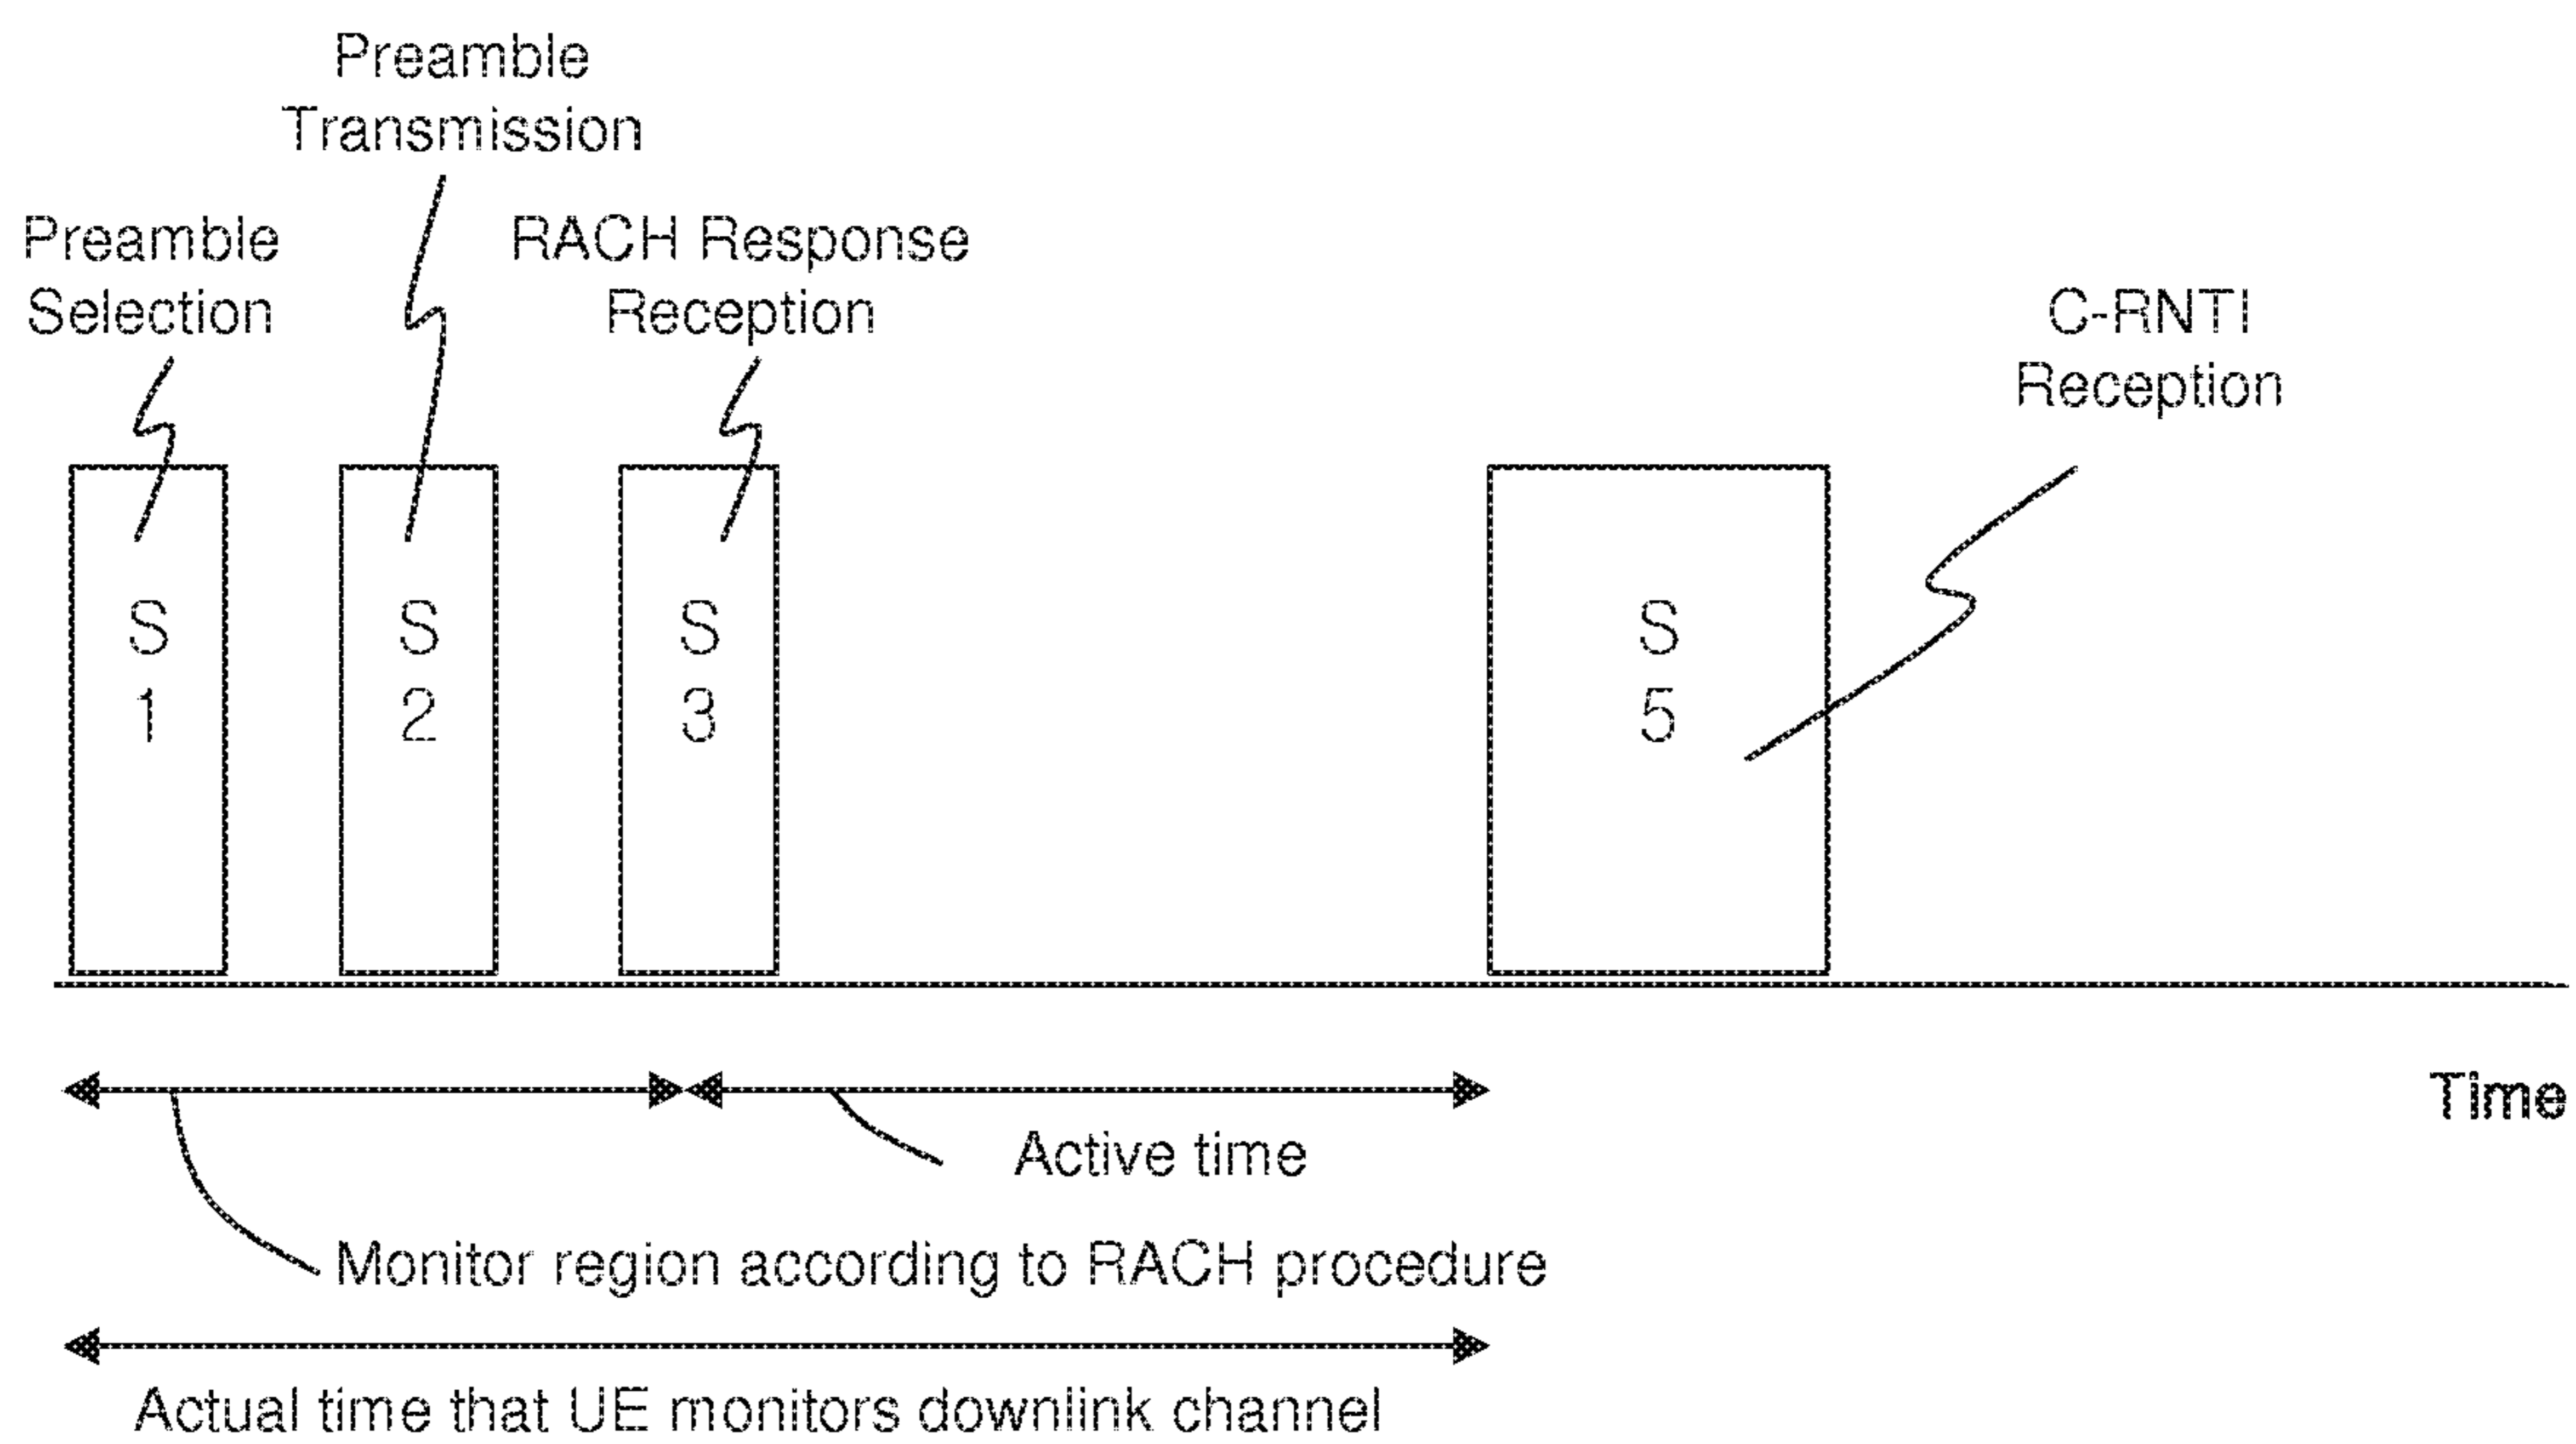 Preamble
Transmission
Preamble
Selection
RACH Response
Reception
C-RNTI
Reception
S
1
S
2
S
3
S
5
Time
Active time
Monitor region according to RACH procedure
Actual time that UE monitors downlink channel